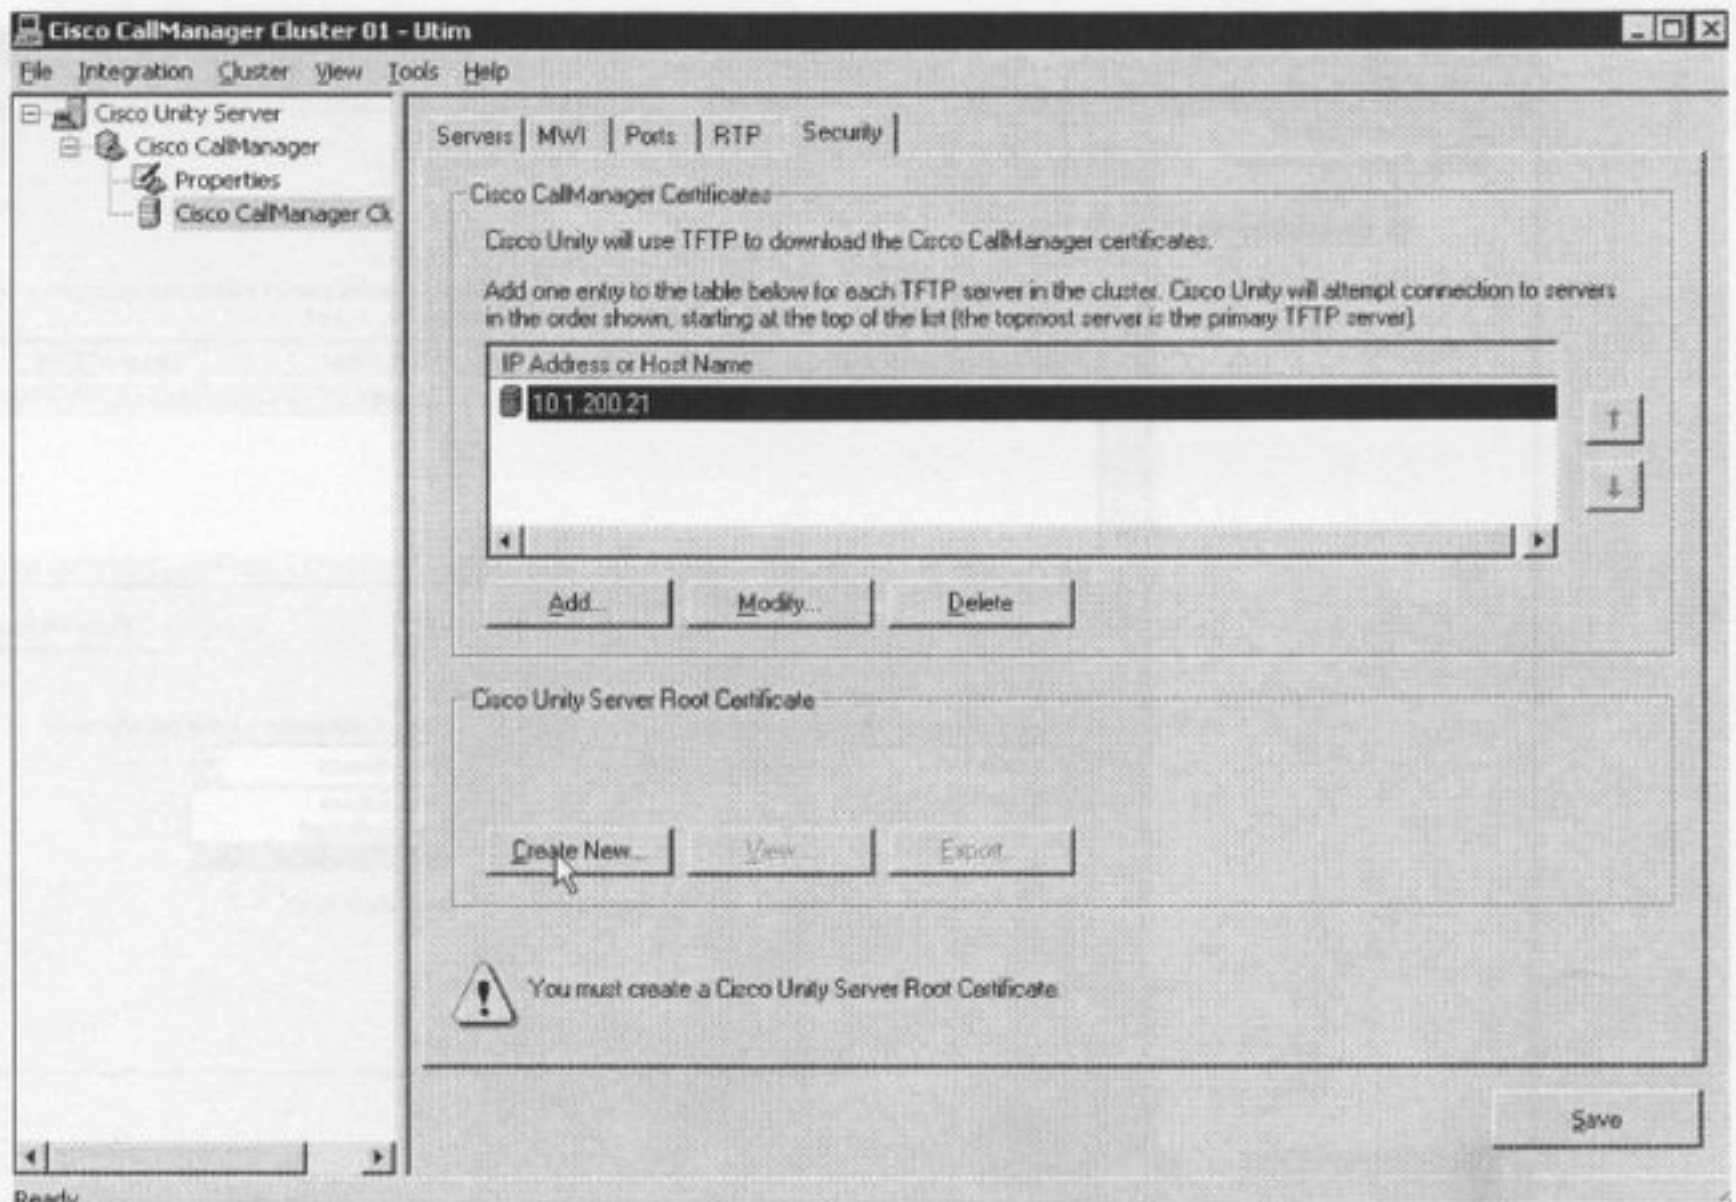 Cisco CallManager Cluster 01 - Utim
File Integration Cluster View Tools Help
Cisco Unity Server
Cisco CallManager
Properties
Cisco CallManager Clu
Servers MWI Ports RTP Security
Cisco CallManager Certificates
Cisco Unity will use TFTP to download the Cisco CallManager certificates.
Add one entry to the table below for each TFTP server in the cluster. Cisco Unity will attempt connection to servers
in the order shown, starting at the top of the list (the topmost server is the primary TFTP server)
IP Address or Host Name
10.1.200.21
Add... Modify... Delete
Cisco Unity Server Root Certificate
Create New... View... Export...
You must create a Cisco Unity Server Root Certificate
Save
Ready